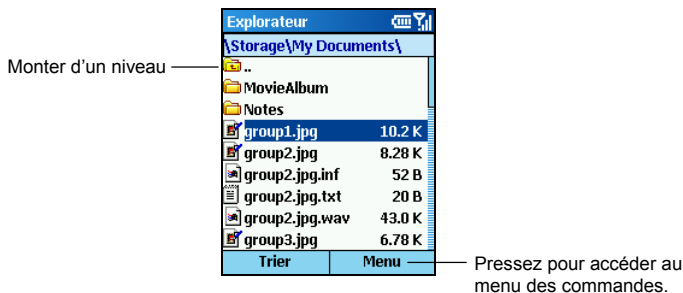 Explorateur
\Storage\My Documents\
Monter d'un niveau
..
MovieAlbum
Notes
group1.jpg 10.2 K
group2.jpg 8.28 K
group2.jpg.inf 52 B
group2.jpg.txt 20 B
group2.jpg.wav 43.0 K
group3.jpg 6.78 K
Trier Menu
Pressez pour accéder au
menu des commandes.